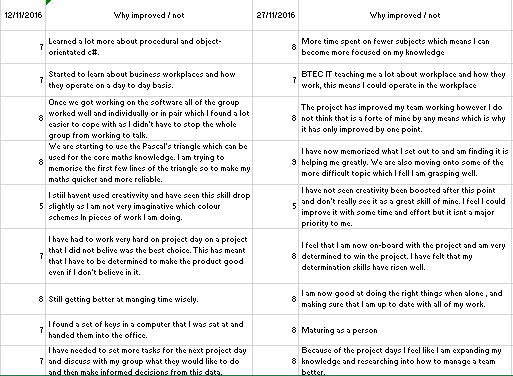 12/11/2016 Why improved / not 27/11/2016 Why improved / not
7 Learned a lot more about procedural and object-
orientated c#.
8 More time spent on fewer subjects which means I can
become more focused on my knowledge
7 Started to learn about business workplaces and how
they operate on a day to day basis.
7 BTEC IT teaching me a lot about workplace and how they
work, this means I could operate in the workplace
8 Once we got working on the software all of the group
worked well and individually or in pair which I found a lot
easier to cope with as I didn't have to stop the whole
group from working to talk.
8 The project has improved my team working however I do
not think that is a forte of mine by any means which is why
it has only improved by one point.
8 We are starting to use the Pascal's triangle which can be
used for the core maths knowledge. I am trying to
memorise the first few lines of the triangle so to make my
maths quicker and more reliable.
9 I have now memorized what I set out to and am finding it is
helping me greatly. We are also moving onto some of the
more difficult topic which I fell I am grasping well.
5 I still havent used creativvity and have seen this skill drop
slightly as I am not very imaginative which colour
schemes in pieces of work I am doing.
5 I have not seen creativity been boosted after this point
and don't really see it as a great skill of mine. I feel I could
improve it with some time and effort but it isnt a major
priority to me.
7 I have had to work very hard on project day on a project
that I did not belive was the best choice. This has meant
that I have to be determined to make the product good
even if I don't believe in it.
8 I feel that I am now on-board with the project and am very
determined to win the project. I have felt that my
determination skills have risen well.
8 Still getting better at manging time wisely.
8 I am now good at doing the right things when alone , and
making sure that I am up to date with all of my work.
7 I found a set of keys in a computer that I was sat at and
handed them into the office.
8 Maturing as a person
7 I have needed to set more tasks for the next project day
and discuss with my group what they would like to do
and then make informed decisions from this data.
8 Because of the project days I feel like I am expanding my
knowledge and researching into how to manage a team
better.